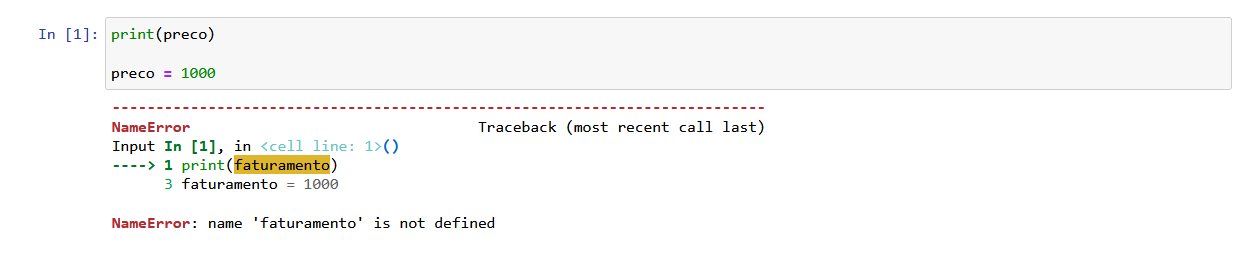 In [1]: print(preco)
preco = 1000
---------------------------------------------------------------------------
NameError                                 Traceback (most recent call last)
Input In [1], in <cell line: 1>()
----> 1 print(faturamento)
      3 faturamento = 1000
NameError: name 'faturamento' is not defined